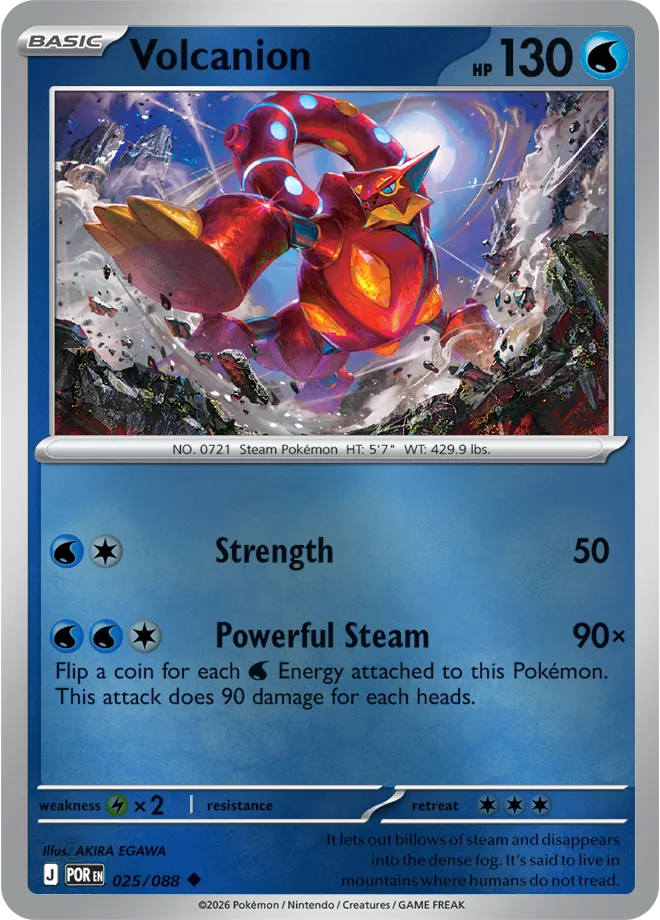 BASIC Volcanion HP 130
NO. 0721 Steam Pokémon HT: 5'7" WT: 429.9 lbs.
Strength 50
Powerful Steam 90×
Flip a coin for each Energy attached to this Pokémon.
This attack does 90 damage for each heads.
weakness ×2 resistance retreat
Illus. AKIRA EGAWA
J POR EN 025/088
It lets out billows of steam and disappears
into the dense fog. It's said to live in
mountains where humans do not tread.
©2026 Pokémon / Nintendo / Creatures / GAME FREAK